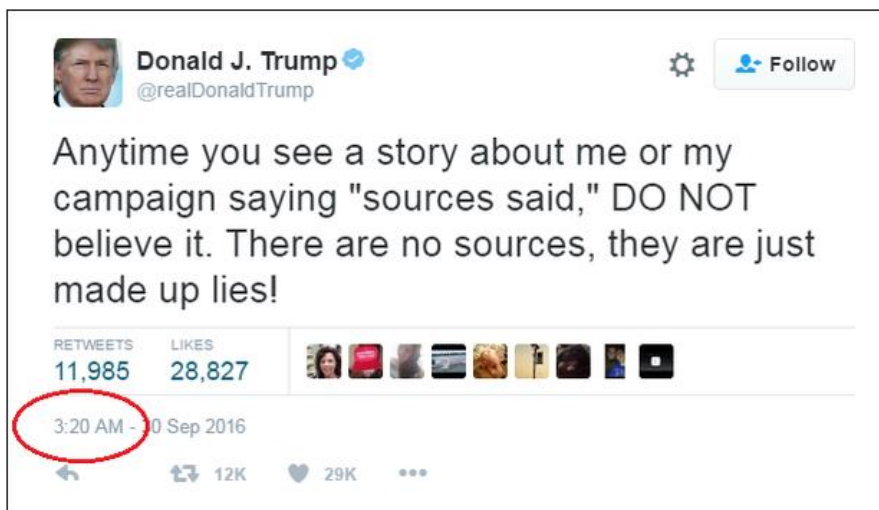 Donald J. Trump
@realDonaldTrump
Follow
Anytime you see a story about me or my
campaign saying "sources said," DO NOT
believe it. There are no sources, they are just
made up lies!
RETWEETS LIKES
11,985 28,827
3:20 AM - 30 Sep 2016
12K 29K